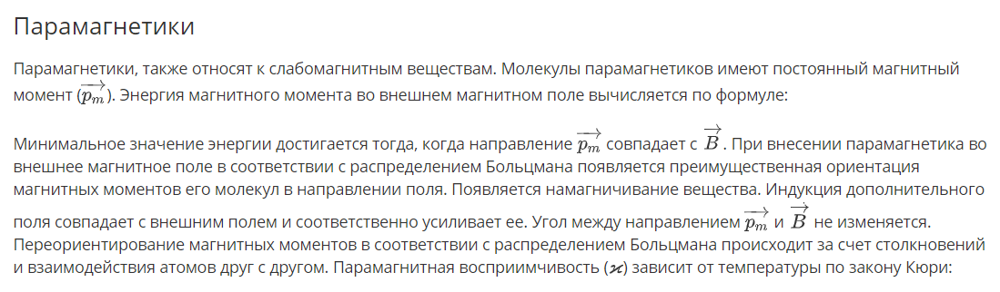 Парамагнетики
Парамагнетики, также относят к слабомагнитным веществам. Молекулы парамагнетиков имеют постоянный магнитный
момент ($\overrightarrow{p_m}$). Энергия магнитного момента во внешнем магнитном поле вычисляется по формуле:
Минимальное значение энергии достигается тогда, когда направление $\overrightarrow{p_m}$ совпадает с $\overrightarrow{B}$. При внесении парамагнетика во
внешнее магнитное поле в соответствии с распределением Больцмана появляется преимущественная ориентация
магнитных моментов его молекул в направлении поля. Появляется намагничивание вещества. Индукция дополнительного
поля совпадает с внешним полем и соответственно усиливает ее. Угол между направлением $\overrightarrow{p_m}$ и $\overrightarrow{B}$ не изменяется.
Переориентирование магнитных моментов в соответствии с распределением Больцмана происходит за счет столкновений
и взаимодействия атомов друг с другом. Парамагнитная восприимчивость (ϰ) зависит от температуры по закону Кюри: